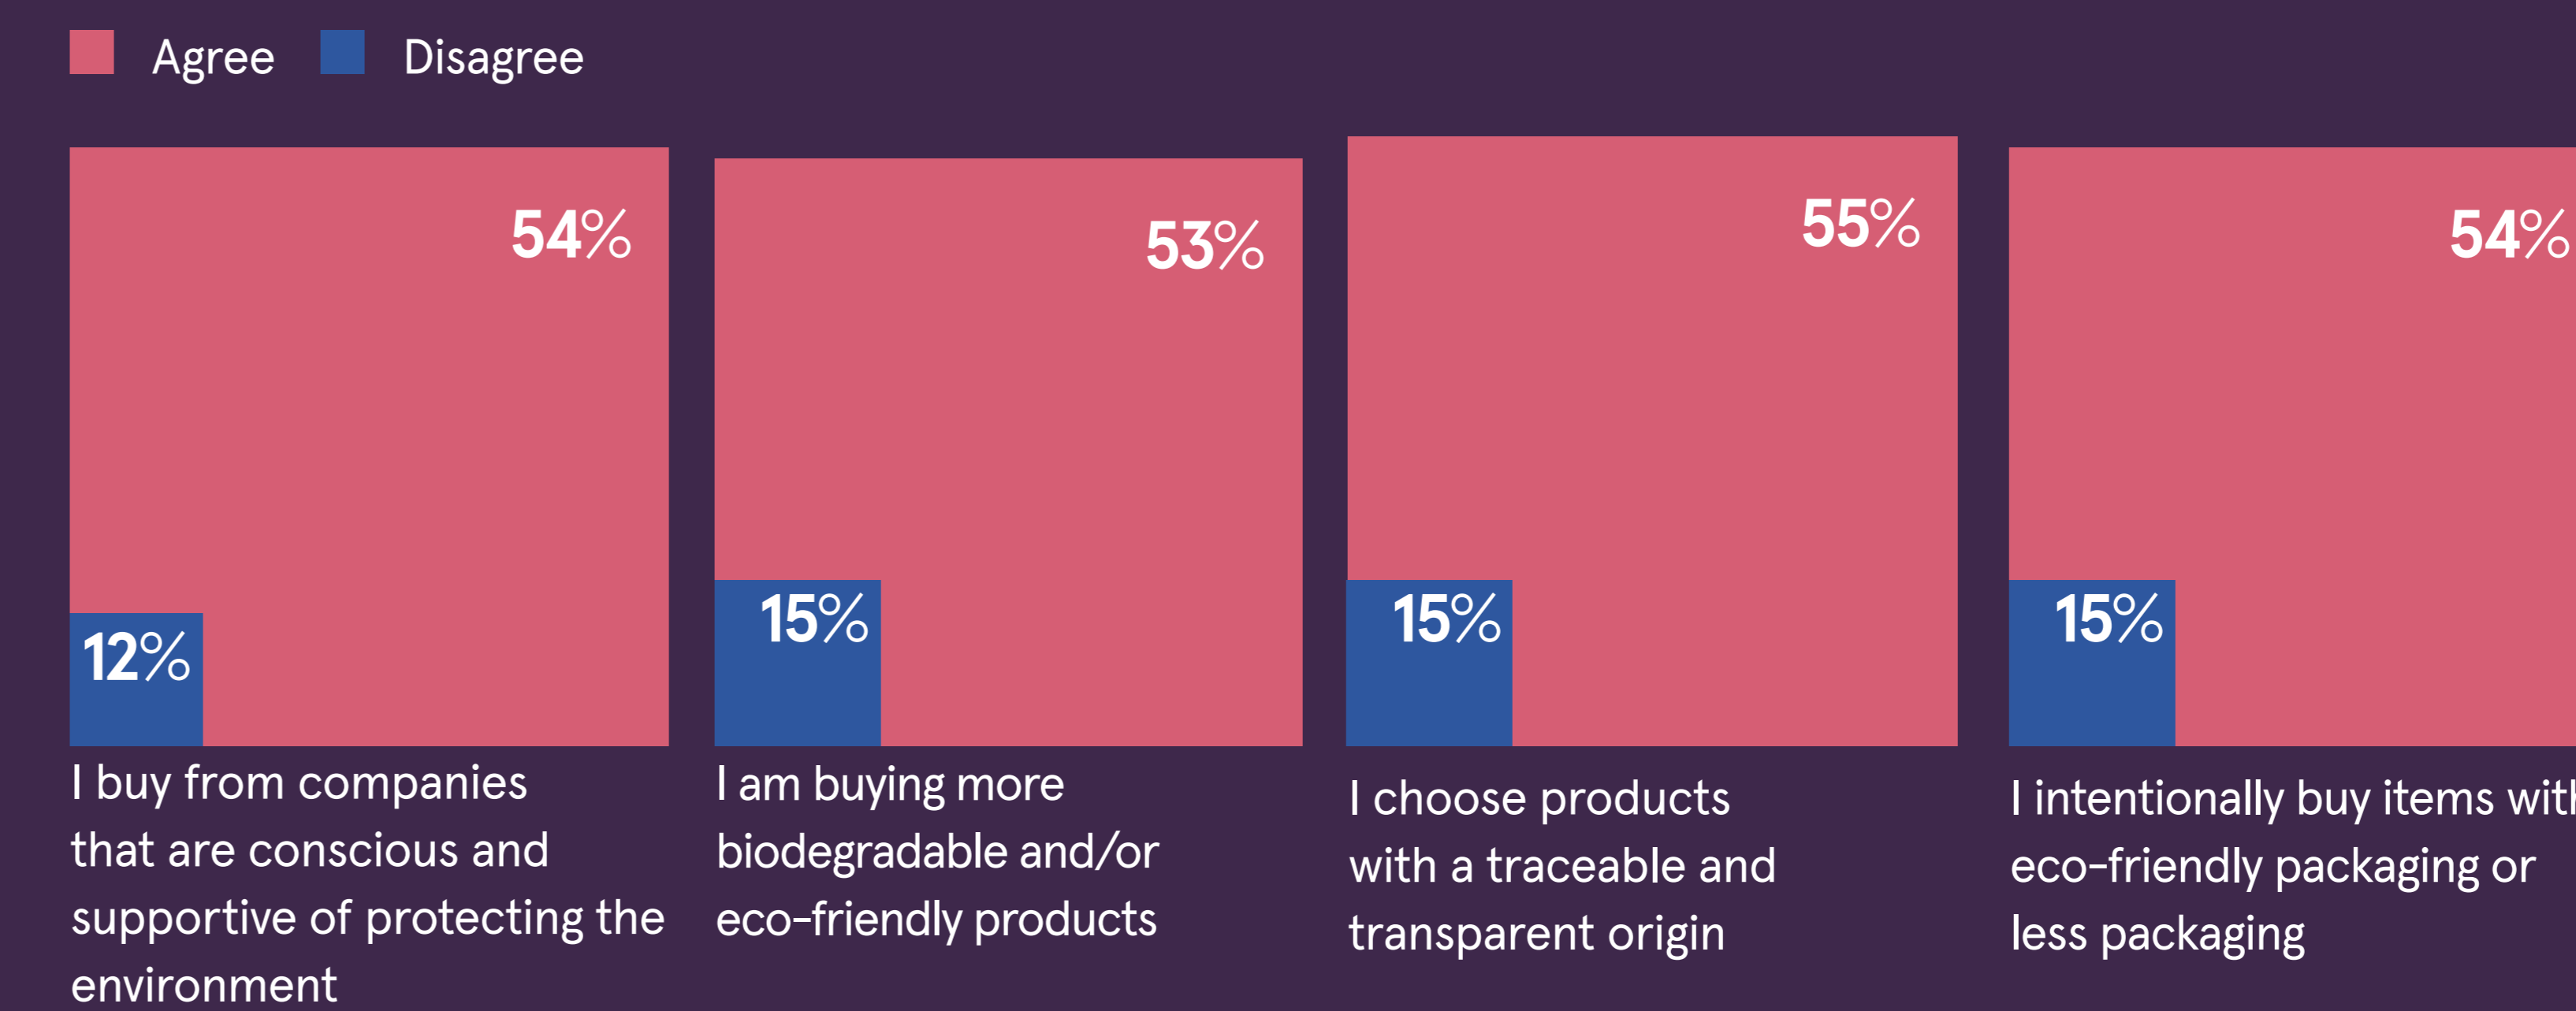 Agree Disagree
54%
53%
55%
54%
12%
15%
15%
15%
I buy from companies
that are conscious and
supportive of protecting the
environment
I am buying more
biodegradable and/or
eco-friendly products
I choose products
with a traceable and
transparent origin
I intentionally buy items with
eco-friendly packaging or
less packaging